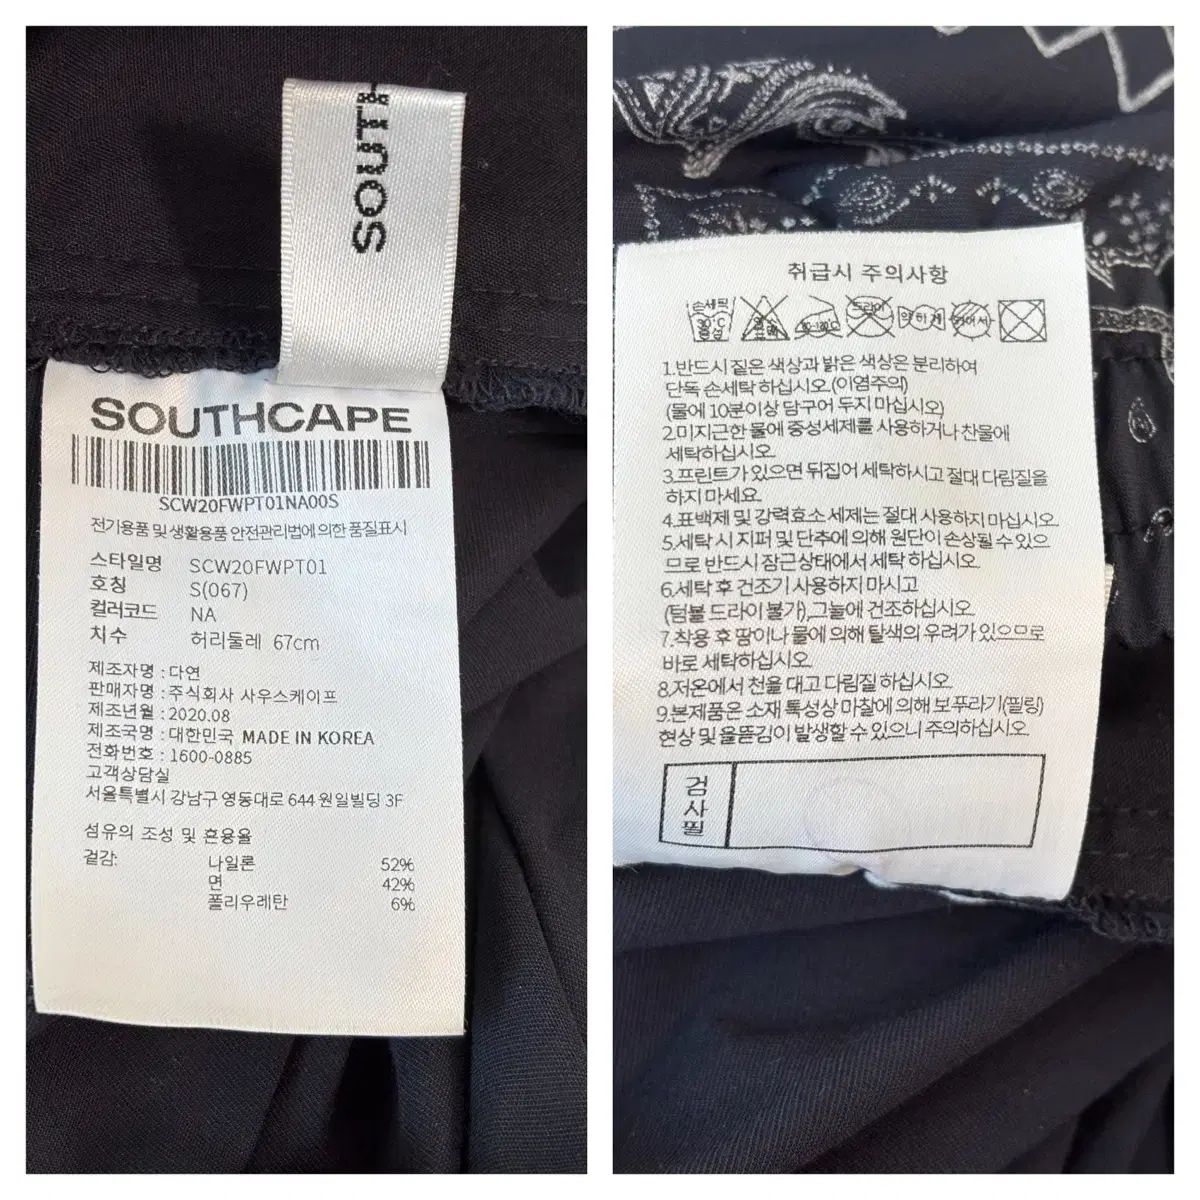 SOUTH
SOUTHCAPE
SCW20FWPT01NA00S
전기용품 및 생활용품 안전관리법에 의한 품질표시
스타일명 SCW20FWPT01
호칭 S(067)
컬러코드 NA
치수 허리둘레 67cm
제조자명 : 다연
판매자명 : 주식회사 사우스케이프
제조년월 : 2020.08
제조국명 : 대한민국 MADE IN KOREA
전화번호 : 1600-0885
고객상담실
서울특별시 강남구 영동대로 644 원일빌딩 3F
섬유의 조성 및 혼용율
겉감: 나일론 52%
면 42%
폴리우레탄 6%
취급시 주의사항
손세탁 30°C 중성
드라이
약하게
1.반드시 짙은 색상과 밝은 색상은 분리하여
단독 손세탁 하십시오.(이염주의)
(물에 10분이상 담구어 두지 마십시오)
2.미지근한 물에 중성세제를 사용하거나 찬물에
세탁하십시오.
3.프린트가 있으면 뒤집어 세탁하시고 절대 다림질을
하지 마세요.
4.표백제 및 강력효소 세제는 절대 사용하지 마십시오.
5.세탁 시 지퍼 및 단추에 의해 원단이 손상될 수 있으
므로 반드시 잠근상태에서 세탁 하십시오.
6.세탁 후 건조기 사용하지 마시고
(텀블 드라이 불가),그늘에 건조하십시오.
7.착용 후 땀이나 물에 의해 탈색의 우려가 있으므로
바로 세탁하십시오.
8.저온에서 천을 대고 다림질 하십시오.
9.본제품은 소재 특성상 마찰에 의해 보푸라기(필링)
현상 및 올뜯김이 발생할 수 있으니 주의하십시오.
검사필